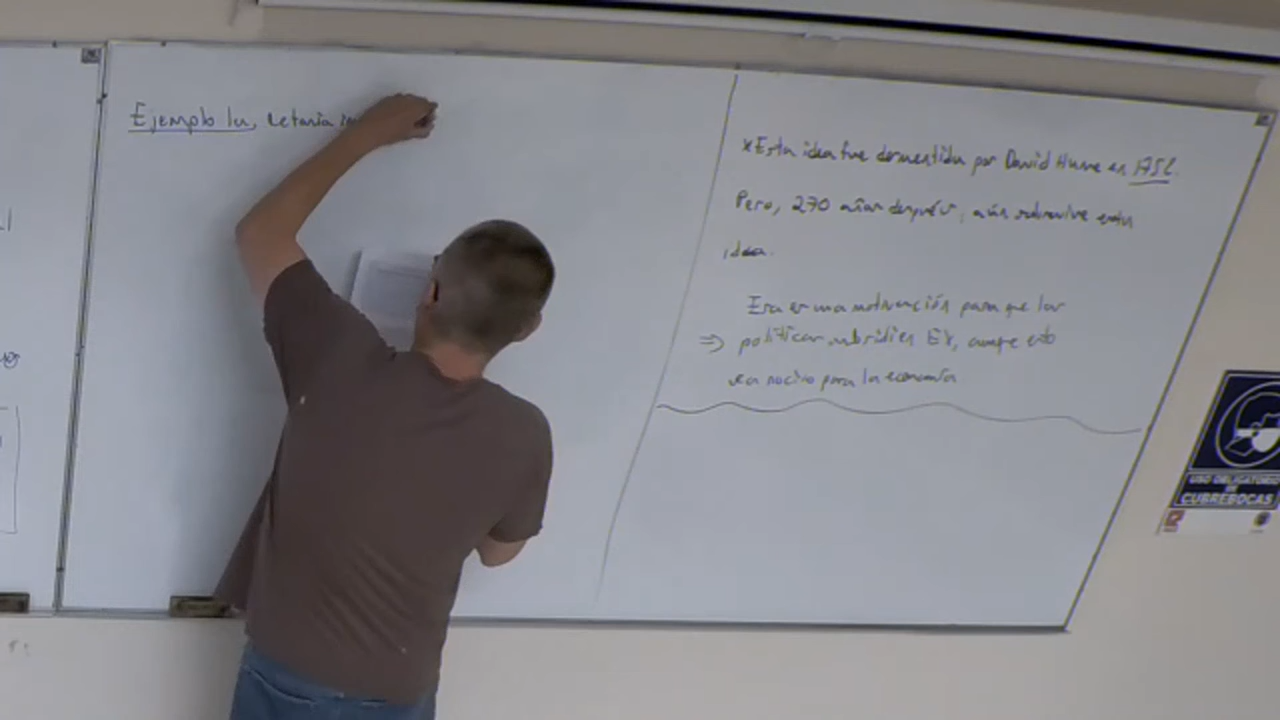 Ejemplo
* Esta idea fue desmentida por David Hume en 1752.
Pero, 270 años después, aún sobrevive esta
idea.
Esa es una motivación para que los
⇒ políticos subsidien EX, aunque esto
sea nocivo para la economía
USO OBLIGATORIO
DE
CUBREBOCAS